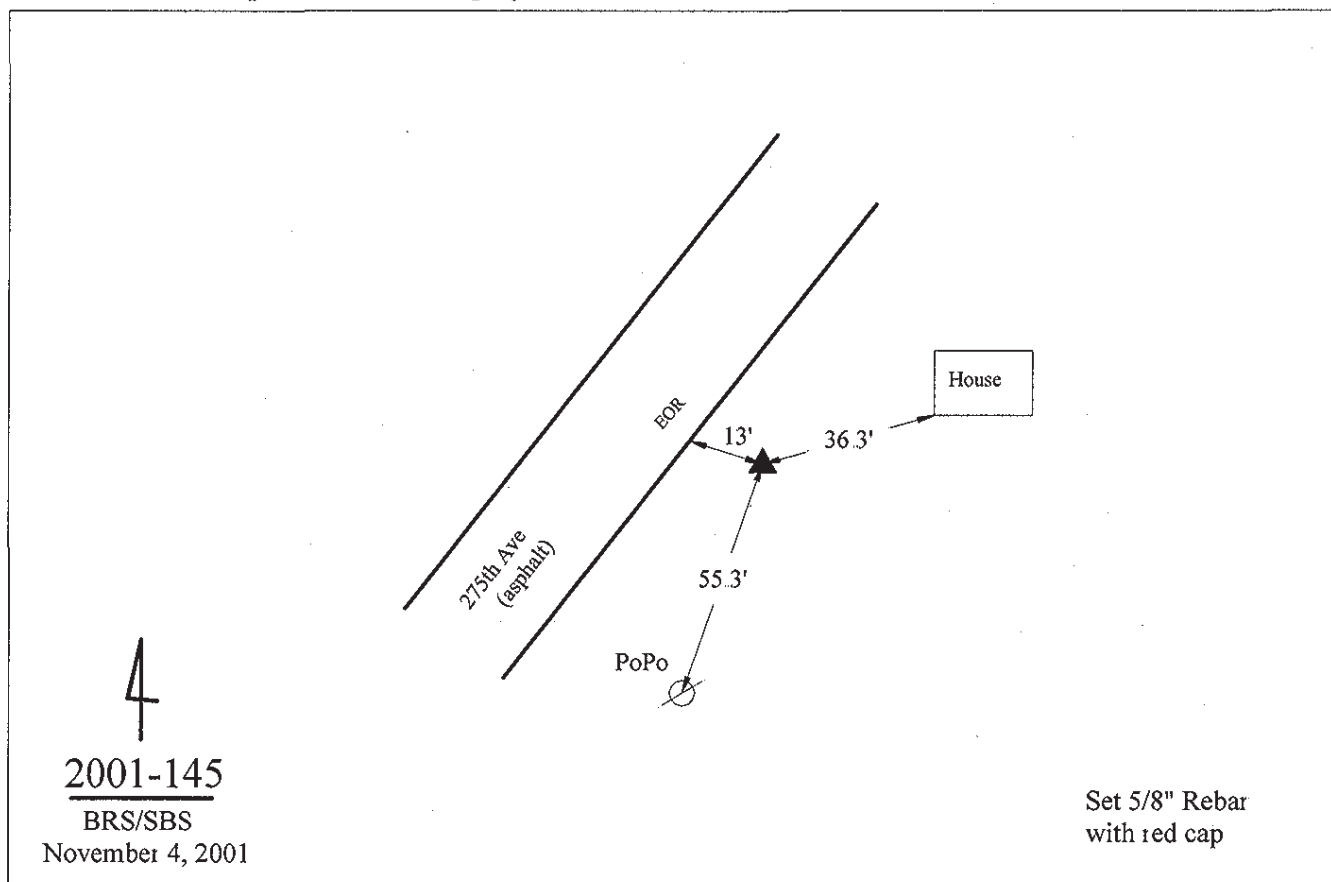 House
EOR
13'
36.3'
275th Ave
(asphalt)
55.3'
PoPo
2001-145
BRS/SBS
November 4, 2001
Set 5/8" Rebar
with red cap